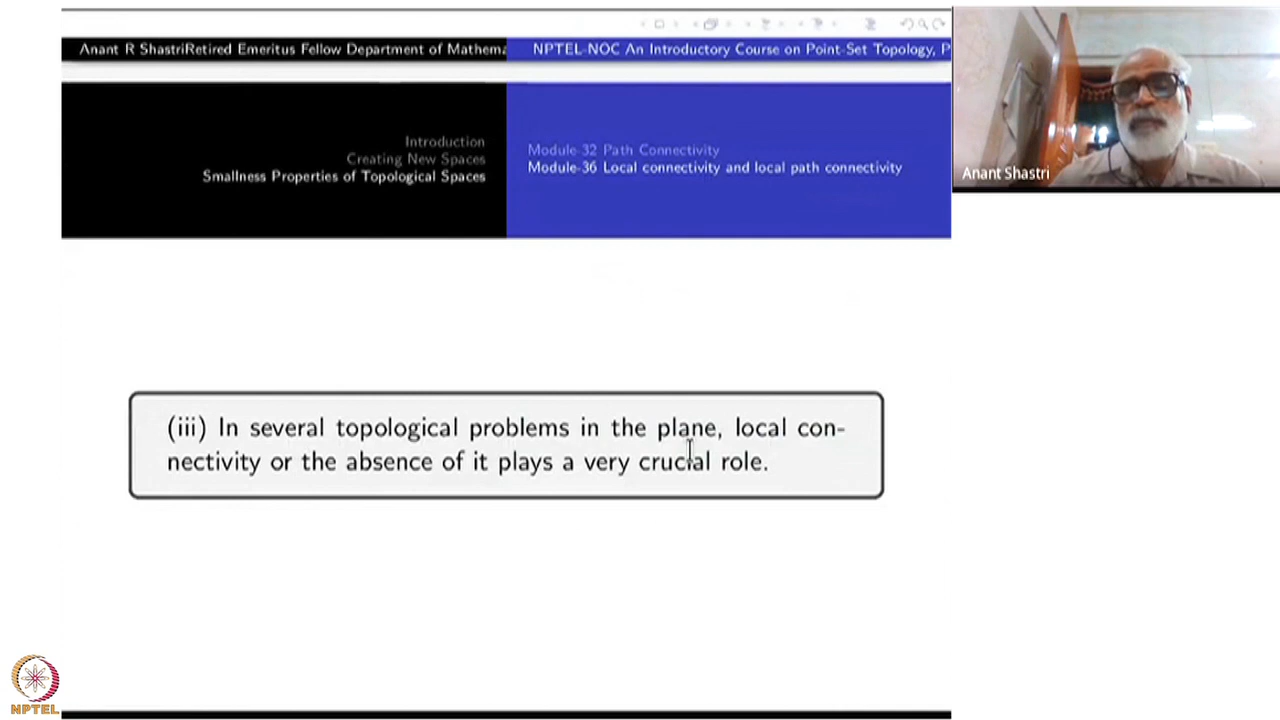 Anant R ShastriRetired Emeritus Fellow Department of Mathema
NPTEL-NOC An Introductory Course on Point-Set Topology, P
Introduction
Creating New Spaces
Smallness Properties of Topological Spaces
Module-32 Path Connectivity
Module-36 Local connectivity and local path connectivity
Anant Shastri
(iii) In several topological problems in the plane, local con-
nectivity or the absence of it plays a very crucial role.
NPTEL